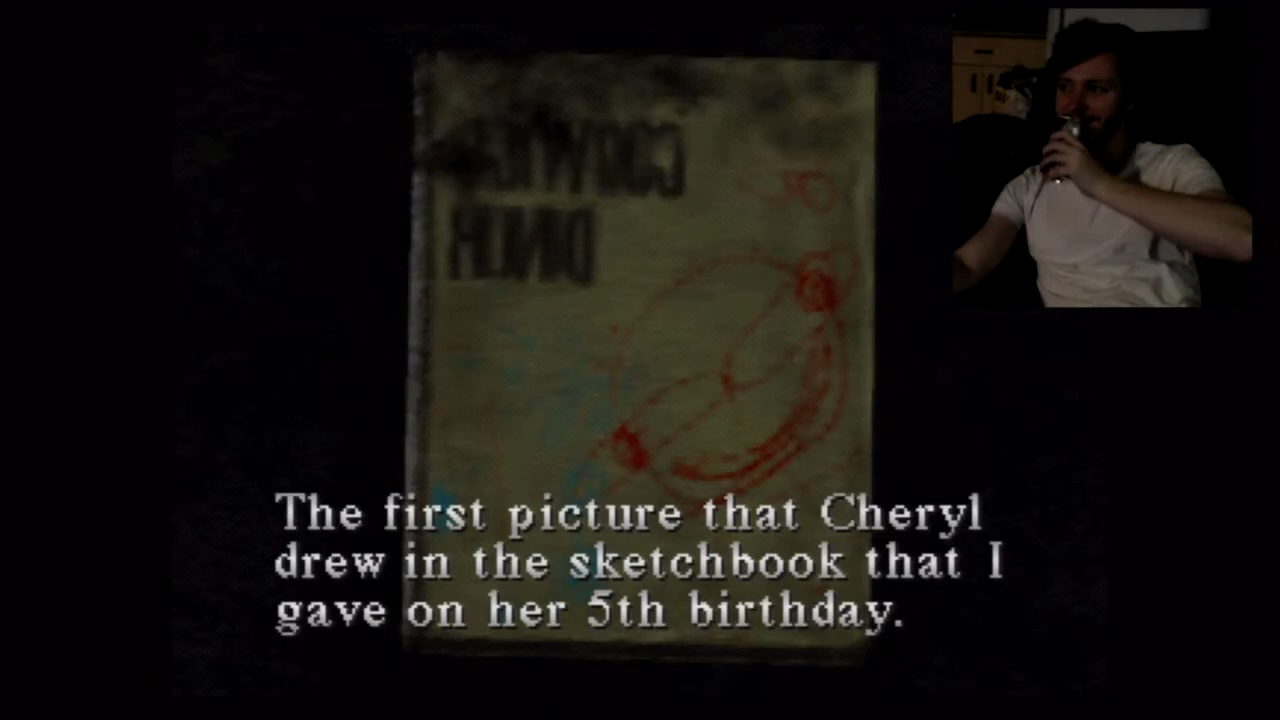 The first picture that Cheryl
drew in the sketchbook that I
gave on her 5th birthday.